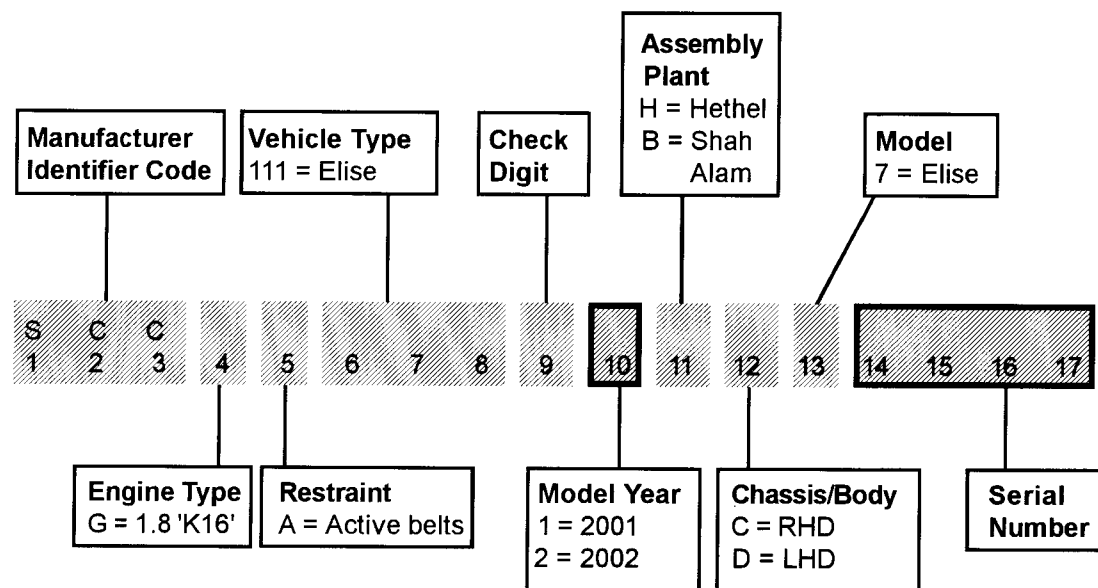 Assembly
Plant
H = Hethel
B = Shah
Alam
Manufacturer
Identifier Code
Vehicle Type
111 = Elise
Check
Digit
Model
7 = Elise
S C C
1 2 3 4 5 6 7 8 9 10 11 12 13 14 15 16 17
Engine Type
G = 1.8 'K16'
Restraint
A = Active belts
Model Year
1 = 2001
2 = 2002
Chassis/Body
C = RHD
D = LHD
Serial
Number